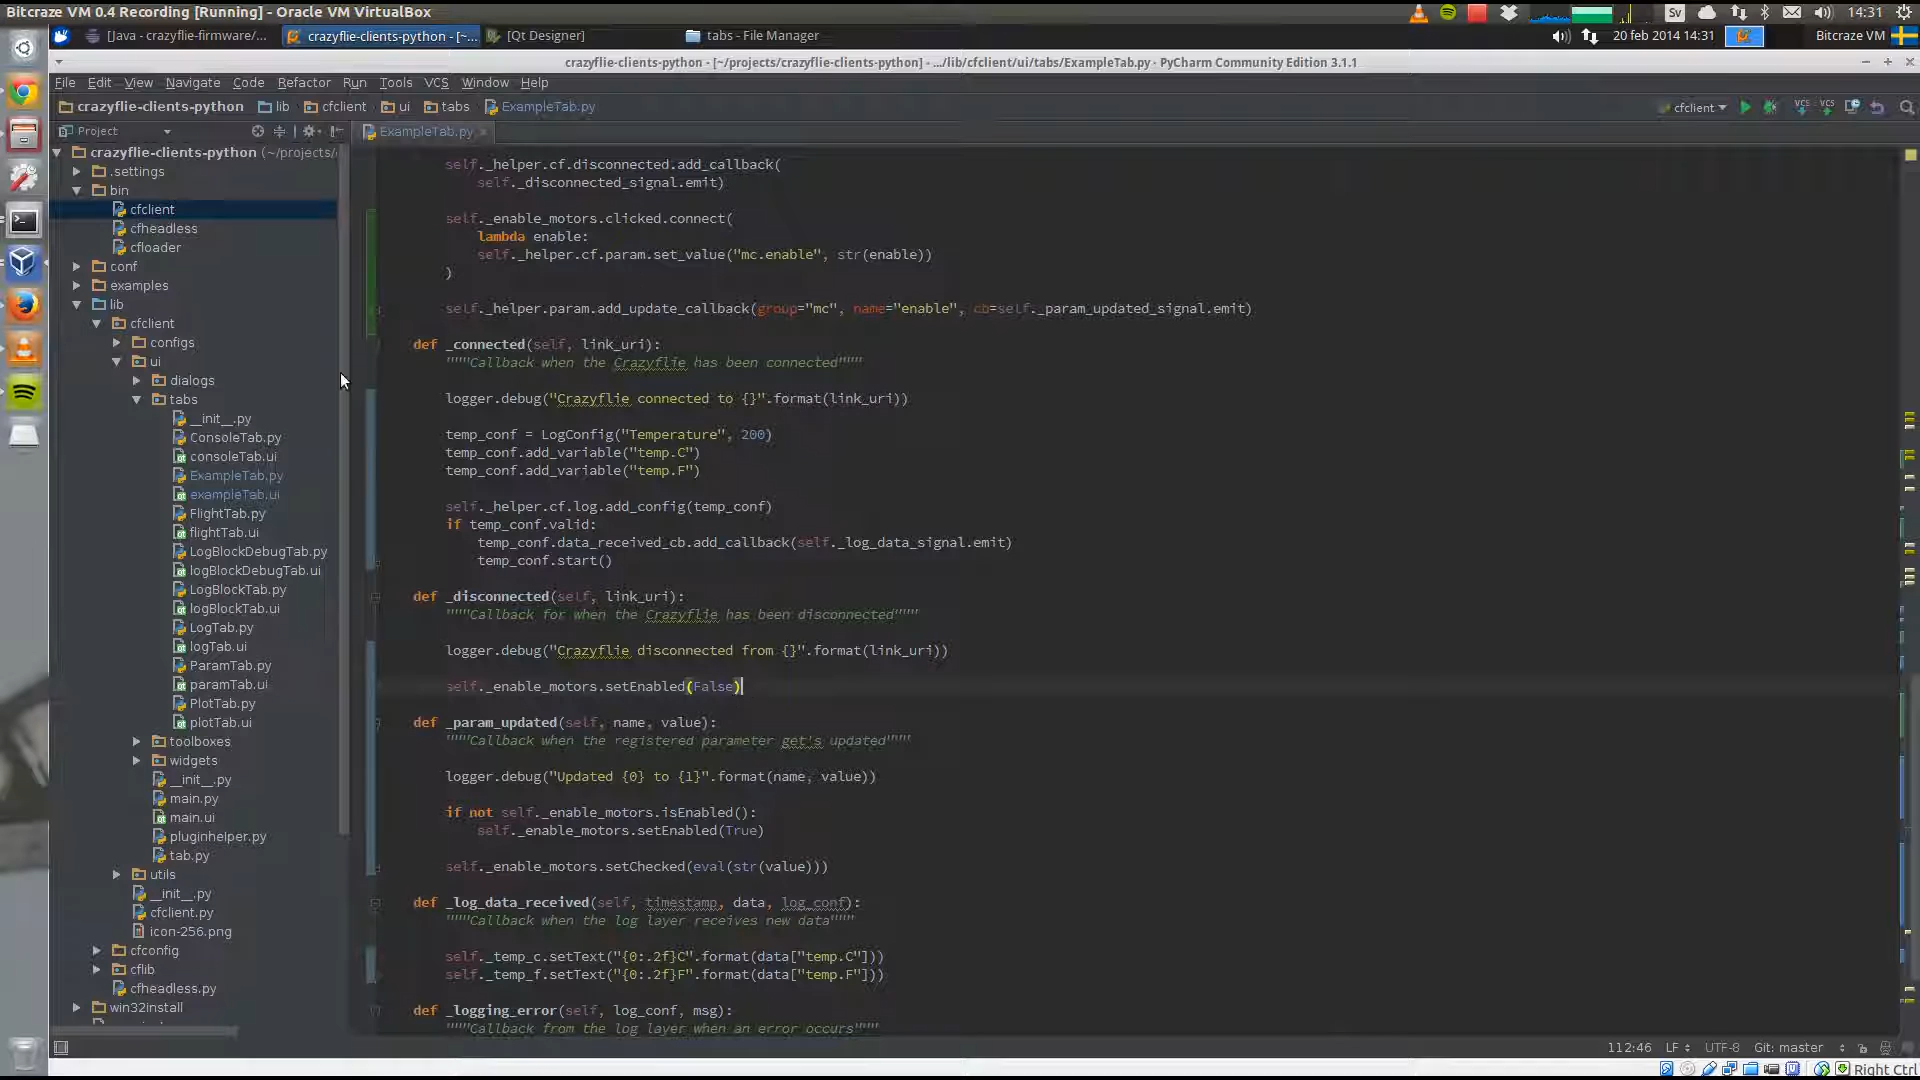 Bitcraze VM 0.4 Recording [Running] - Oracle VM VirtualBox
Sv
14:31
[Java - crazyflie-firmware/...
crazyflie-clients-python - [~...
[Qt Designer]
tabs - File Manager
20 feb 2014 14:31
Bitcraze VM
crazyflie-clients-python - [~/projects/crazyflie-clients-python] - .../lib/cfclient/ui/tabs/ExampleTab.py - PyCharm Community Edition 3.1.1
File Edit View Navigate Code Refactor Run Tools VCS Window Help
crazyflie-clients-python lib cfclient ui tabs ExampleTab.py
cfclient
VCS VCS
Project
ExampleTab.py
crazyflie-clients-python (~/projects/
.settings
bin
cfclient
cfheadless
cfloader
conf
examples
lib
cfclient
configs
ui
dialogs
tabs
__init__.py
ConsoleTab.py
consoleTab.ui
ExampleTab.py
exampleTab.ui
FlightTab.py
flightTab.ui
LogBlockDebugTab.py
logBlockDebugTab.ui
LogBlockTab.py
logBlockTab.ui
LogTab.py
logTab.ui
ParamTab.py
paramTab.ui
PlotTab.py
plotTab.ui
toolboxes
widgets
__init__.py
main.py
main.ui
pluginhelper.py
tab.py
utils
__init__.py
cfclient.py
icon-256.png
cfconfig
cflib
cfheadless.py
win32install
self._helper.cf.disconnected.add_callback(
self._disconnected_signal.emit)
self._enable_motors.clicked.connect(
lambda enable:
self._helper.cf.param.set_value("mc.enable", str(enable))
)
self._helper.param.add_update_callback(group="mc", name="enable", cb=self._param_updated_signal.emit)
def _connected(self, link_uri):
"""Callback when the Crazyflie has been connected"""
logger.debug("Crazyflie connected to {}".format(link_uri))
temp_conf = LogConfig("Temperature", 200)
temp_conf.add_variable("temp.C")
temp_conf.add_variable("temp.F")
self._helper.cf.log.add_config(temp_conf)
if temp_conf.valid:
temp_conf.data_received_cb.add_callback(self._log_data_signal.emit)
temp_conf.start()
def _disconnected(self, link_uri):
"""Callback for when the Crazyflie has been disconnected"""
logger.debug("Crazyflie disconnected from {}".format(link_uri))
self._enable_motors.setEnabled(False)
def _param_updated(self, name, value):
"""Callback when the registered parameter get's updated"""
logger.debug("Updated {0} to {1}".format(name, value))
if not self._enable_motors.isEnabled():
self._enable_motors.setEnabled(True)
self._enable_motors.setChecked(eval(str(value)))
def _log_data_received(self, timestamp, data, log_conf):
"""Callback when the log layer receives new data"""
self._temp_c.setText("{0:.2f}C".format(data["temp.C"]))
self._temp_f.setText("{0:.2f}F".format(data["temp.F"]))
def _logging_error(self, log_conf, msg):
"""Callback from the log layer when an error occurs"""
112:46 LF UTF-8 Git: master
Right Ctrl